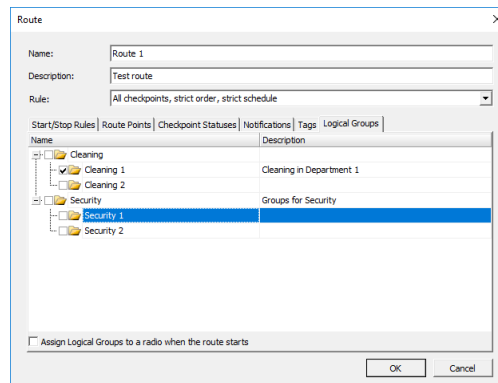 Route
Name: Route 1
Description: Test route
Rule: All checkpoints, strict order, strict schedule
Start/Stop Rules Route Points Checkpoint Statuses Notifications Tags Logical Groups
Name Description
Cleaning
Cleaning 1 Cleaning in Department 1
Cleaning 2
Security Groups for Security
Security 1
Security 2
Assign Logical Groups to a radio when the route starts
OK Cancel